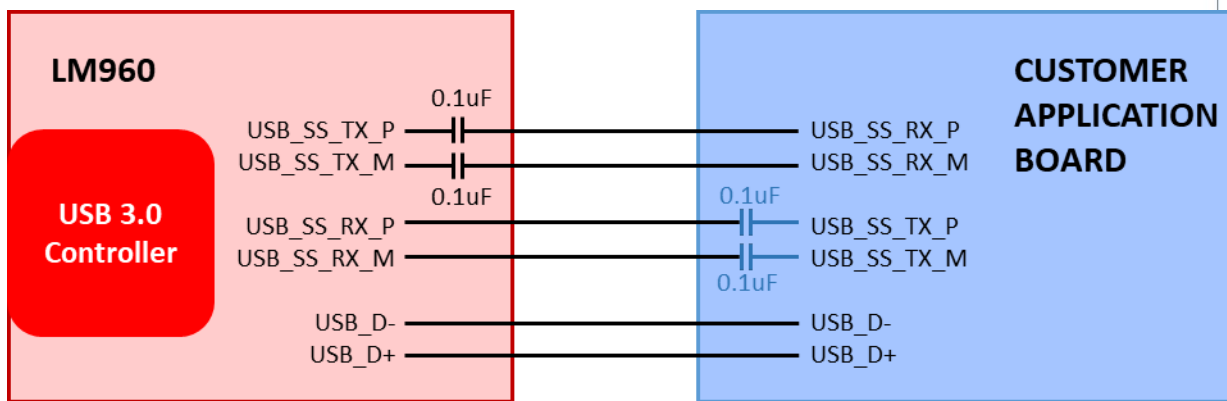 LM960
USB 3.0
Controller
0.1uF
USB_SS_TX_P
USB_SS_TX_M
0.1uF
USB_SS_RX_P
USB_SS_RX_M
USB_D-
USB_D+
CUSTOMER
APPLICATION
BOARD
USB_SS_RX_P
USB_SS_RX_M
0.1uF
USB_SS_TX_P
USB_SS_TX_M
0.1uF
USB_D-
USB_D+